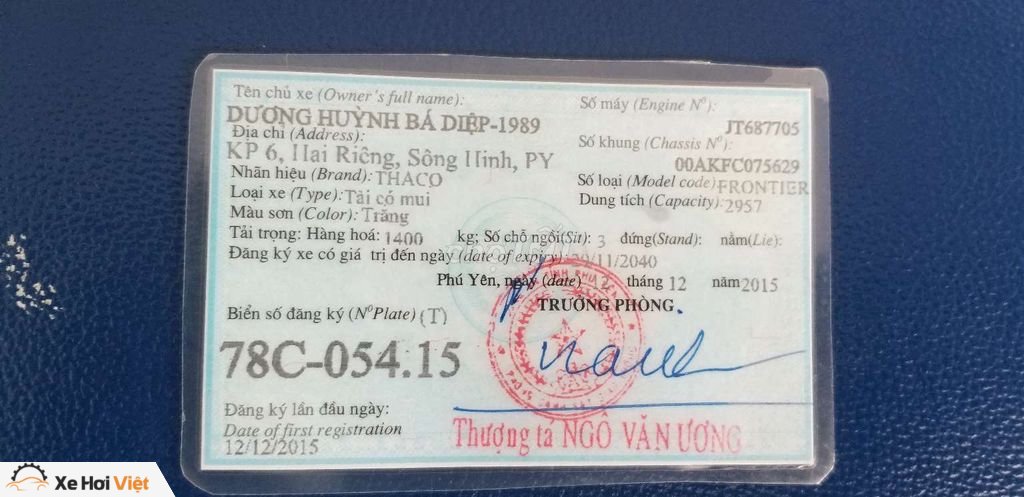 Tên chủ xe (Owner's full name):
DƯƠNG HUỲNH BÁ DIỆP-1989
Địa chỉ (Address):
KP 6, Hai Riêng, Sông Hinh, PY
Nhãn hiệu (Brand): THACO
Loại xe (Type): Tải có mui
Màu sơn (Color): Trắng
Tải trọng: Hàng hoá: 1400 kg; Số chỗ ngồi(Sit): 3 đứng(Stand): nằm(Lie):
Đăng ký xe có giá trị đến ngày (date of expiry): /11/2040
Số máy (Engine Nº):
JT687705
Số khung (Chassis Nº):
00AKFC075629
Số loại (Model code): FRONTIER
Dung tích (Capacity): 2957
Phú Yên, ngày (date) tháng 12 năm 2015
TRƯỞNG PHÒNG
Biển số đăng ký (NºPlate) (T)
78C-054.15
Đăng ký lần đầu ngày:
Date of first registration
12/12/2015
Thượng tá NGÔ VĂN ƯƠNG
Xe Hơi Việt